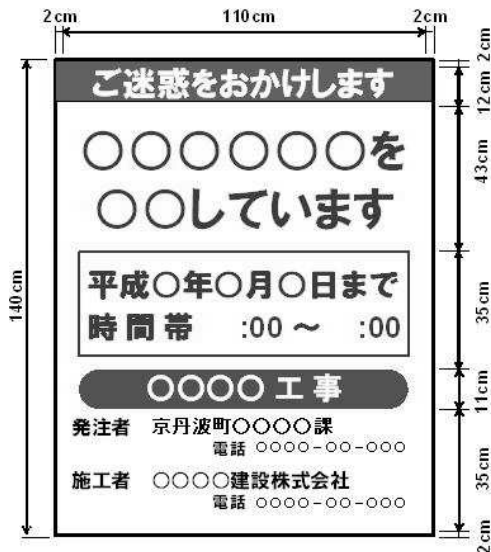 2cm 110cm 2cm
2cm
ご迷惑をおかけします
12cm
○○○○○○を
43cm
○○しています
140cm
平成○年○月○日まで
35cm
時間帯 :00 ～ :00
○○○○工事
11cm
発注者 京丹波町○○○○課
電話 ○○○○-○○-○○○
35cm
施工者 ○○○○建設株式会社
電話 ○○○○-○○-○○○
2cm